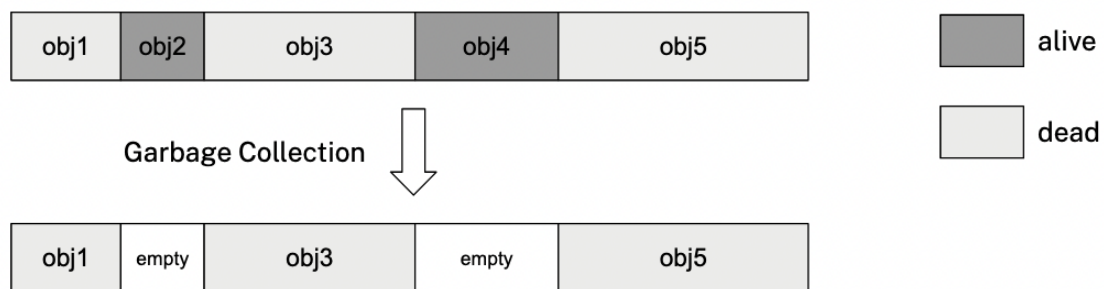 obj1 obj2 obj3 obj4 obj5
alive
dead
Garbage Collection
obj1 empty obj3 empty obj5